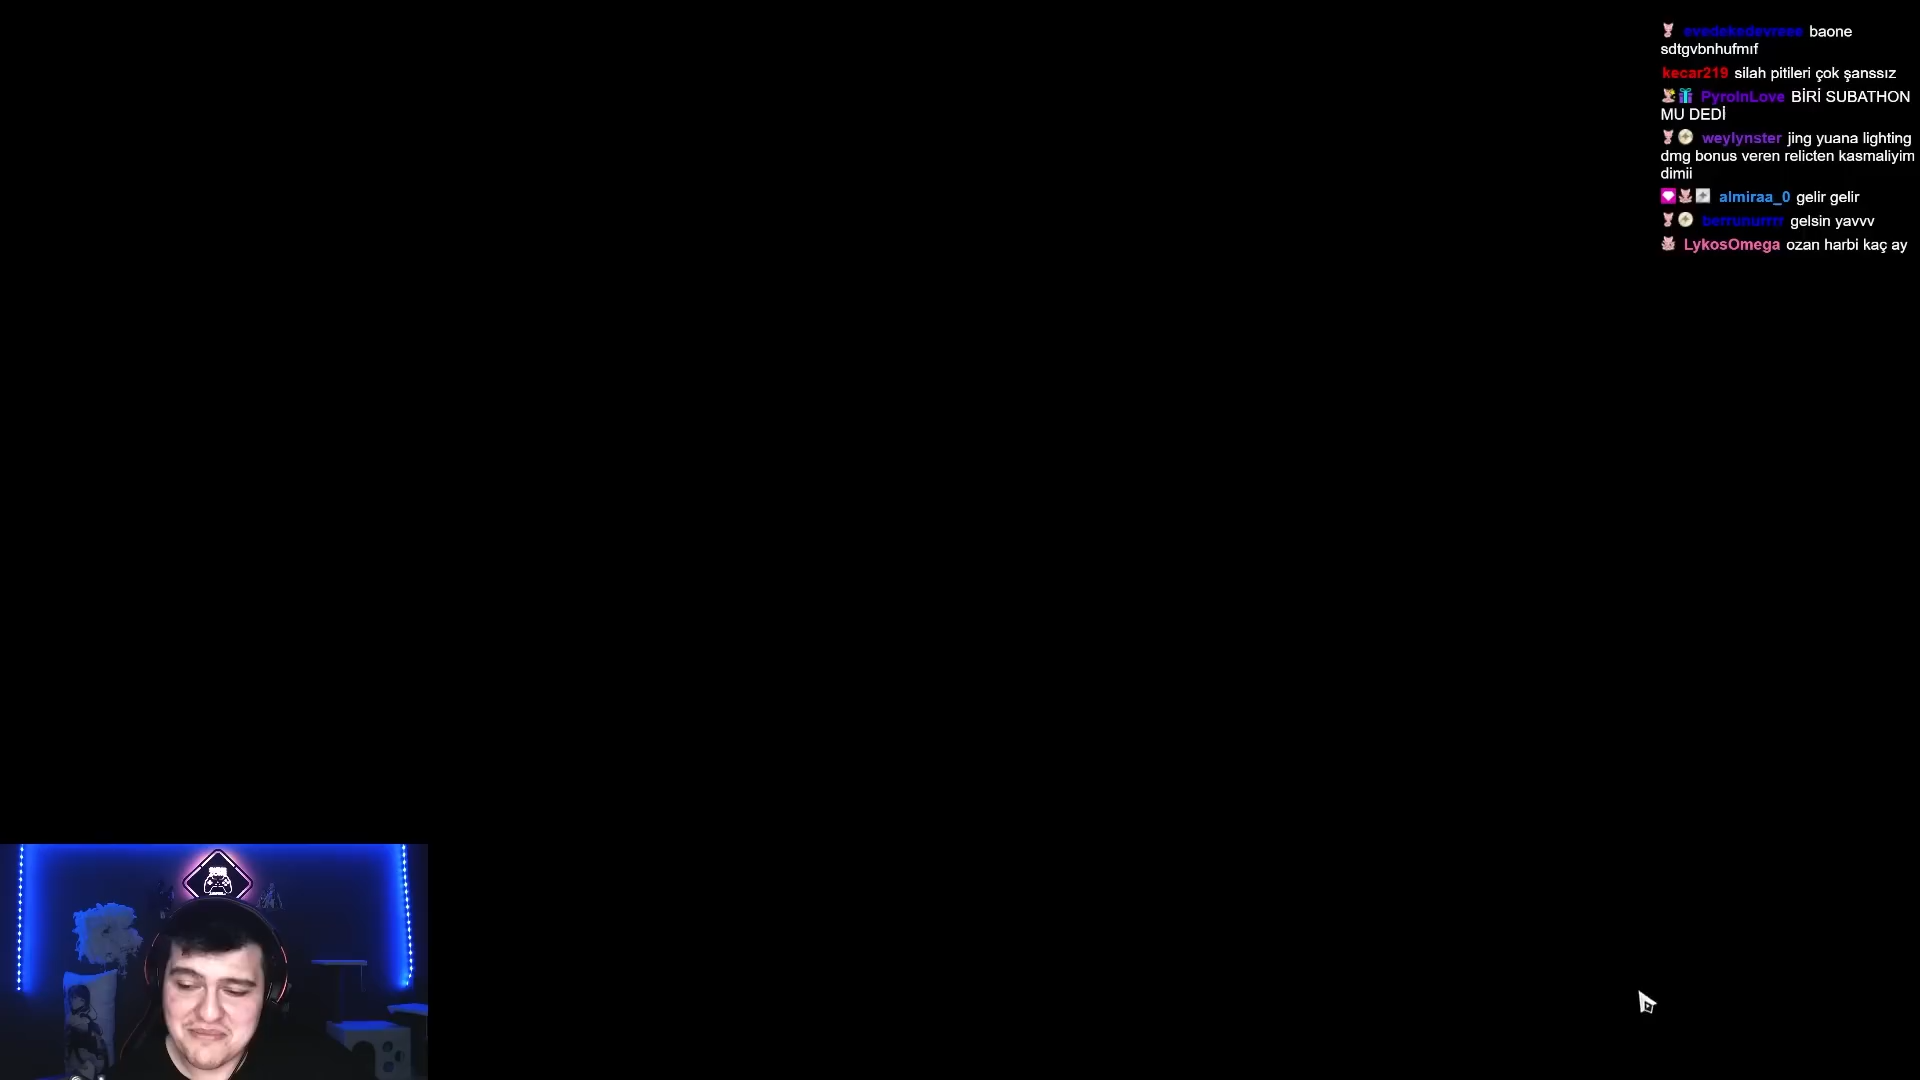 evedekedevreee baone
sdtgvbnhufmıf
kecar219 silah pitileri çok şanssız
PyroInLove BİRİ SUBATHON
MU DEDİ
weylynster jing yuana lighting
dmg bonus veren relicten kasmaliyim
dimii
almiraa_0 gelir gelir
berrunurrrr gelsin yavvv
LykosOmega ozan harbi kaç ay